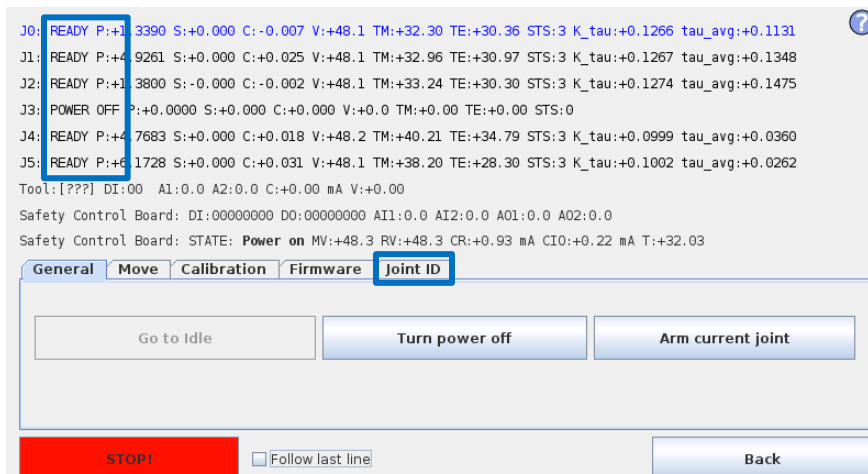 J0: READY P:+1.3390 S:+0.000 C:-0.007 V:+48.1 TM:+32.30 TE:+30.36 STS:3 K_tau:+0.1266 tau_avg:+0.1131
J1: READY P:+4.9261 S:+0.000 C:+0.025 V:+48.1 TM:+32.96 TE:+30.97 STS:3 K_tau:+0.1267 tau_avg:+0.1348
J2: READY P:+1.3800 S:-0.000 C:-0.002 V:+48.1 TM:+33.24 TE:+30.30 STS:3 K_tau:+0.1274 tau_avg:+0.1475
J3: POWER OFF P:+0.0000 S:+0.000 C:+0.000 V:+0.0 TM:+0.00 TE:+0.00 STS:0
J4: READY P:+4.7683 S:+0.000 C:+0.018 V:+48.2 TM:+40.21 TE:+34.79 STS:3 K_tau:+0.0999 tau_avg:+0.0360
J5: READY P:+6.1728 S:+0.000 C:+0.031 V:+48.1 TM:+38.20 TE:+28.30 STS:3 K_tau:+0.1002 tau_avg:+0.0262
Tool:[???] DI:00 A1:0.0 A2:0.0 C:+0.00 mA V:+0.00
Safety Control Board: DI:00000000 DO:00000000 AI1:0.0 AI2:0.0 AO1:0.0 AO2:0.0
Safety Control Board: STATE: Power on MV:+48.3 RV:+48.3 CR:+0.93 mA CIO:+0.22 mA T:+32.03
General Move Calibration Firmware Joint ID
Go to Idle Turn power off Arm current joint
STOP! Follow last line Back
?